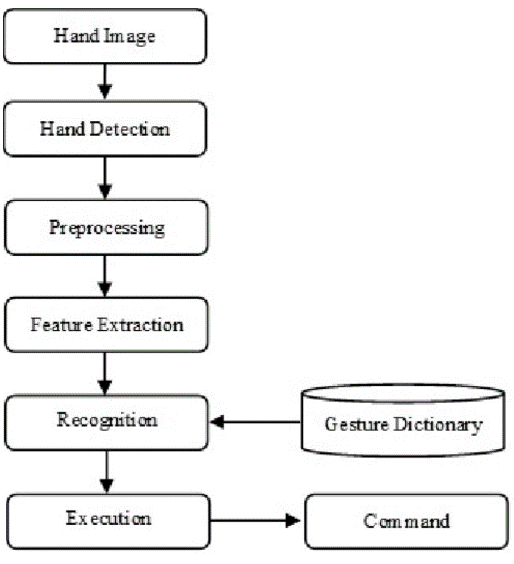 Hand Image
Hand Detection
Preprocessing
Feature Extraction
Recognition
Gesture Dictionary
Execution
Command